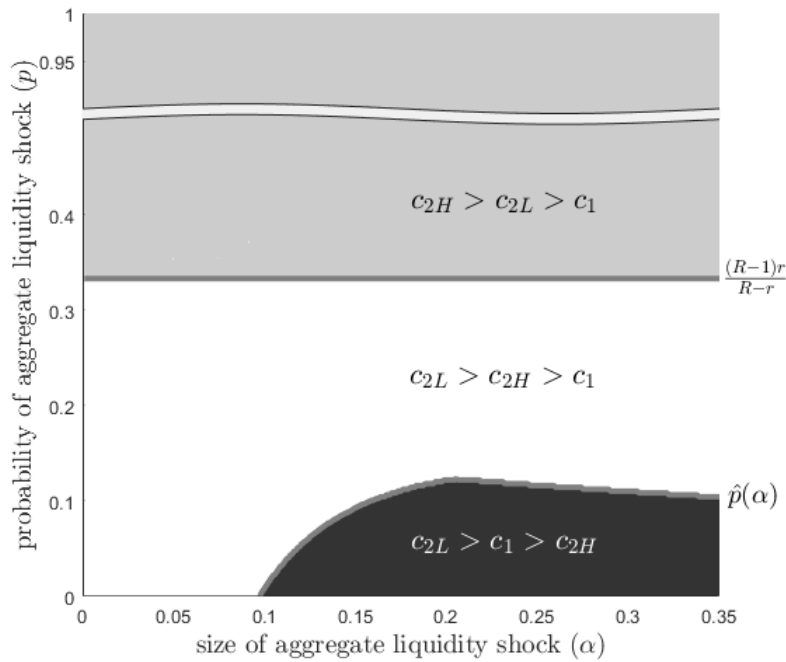 1
0.95
probability of aggregate liquidity shock (p)
c_{2H} > c_{2L} > c_1
0.4
\frac{(R-1)r}{R-r}
0.3
c_{2L} > c_{2H} > c_1
0.2
0.1
\hat{p}(α)
c_{2L} > c_1 > c_{2H}
0
0 0.05 0.1 0.15 0.2 0.25 0.3 0.35
size of aggregate liquidity shock (α)